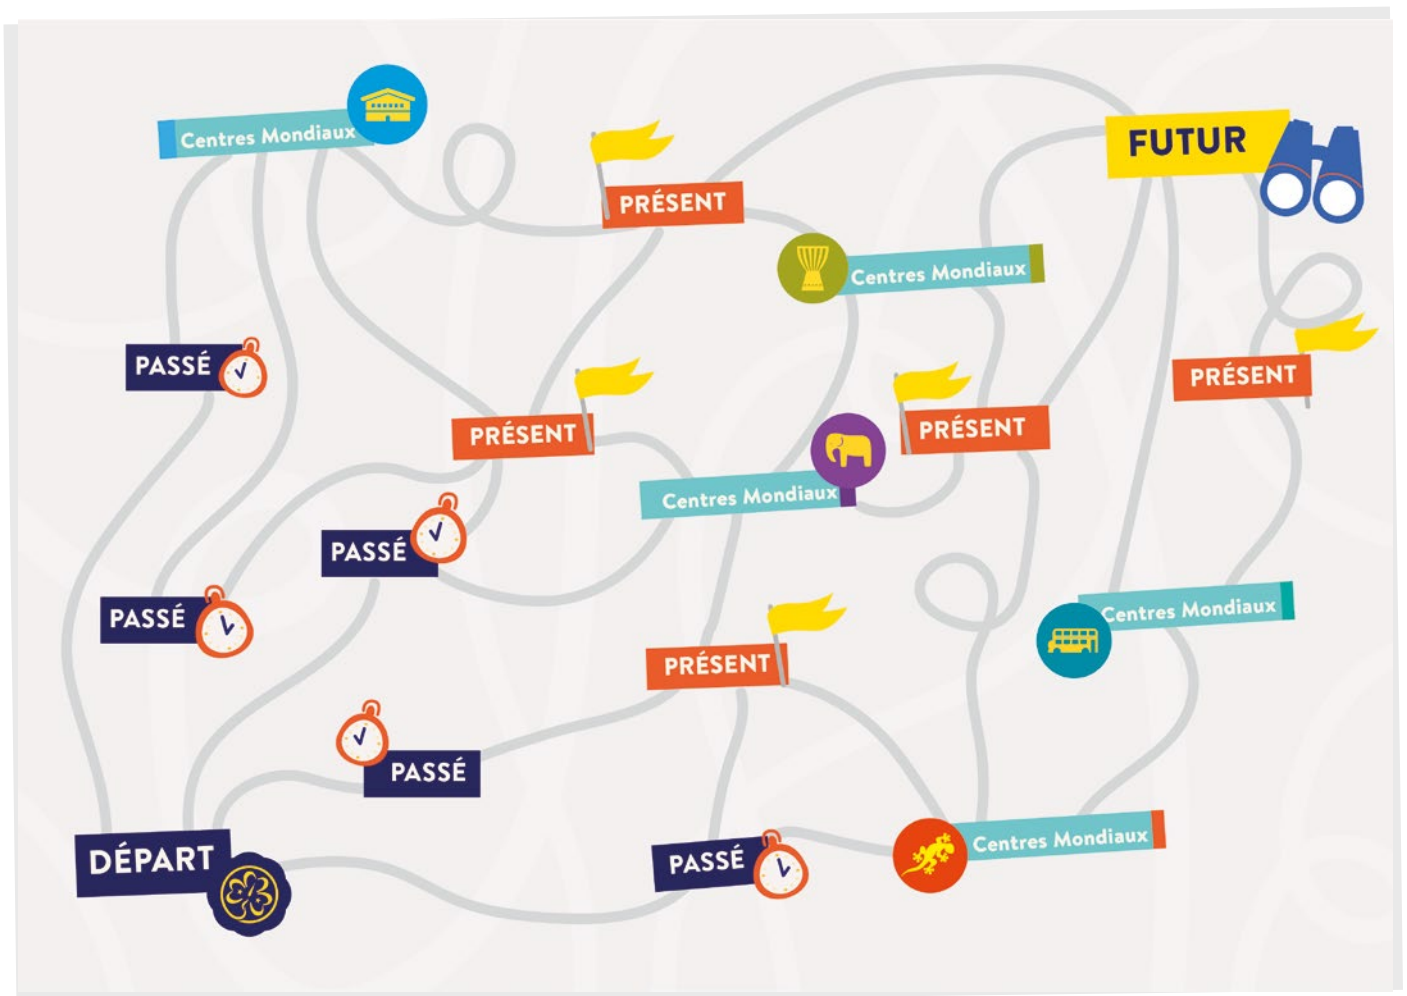 Centres Mondiaux
FUTUR
PRÉSENT
Centres Mondiaux
PASSÉ
PRÉSENT
PRÉSENT
PRÉSENT
Centres Mondiaux
PASSÉ
PASSÉ
Centres Mondiaux
PRÉSENT
PASSÉ
DÉPART
PASSÉ
Centres Mondiaux